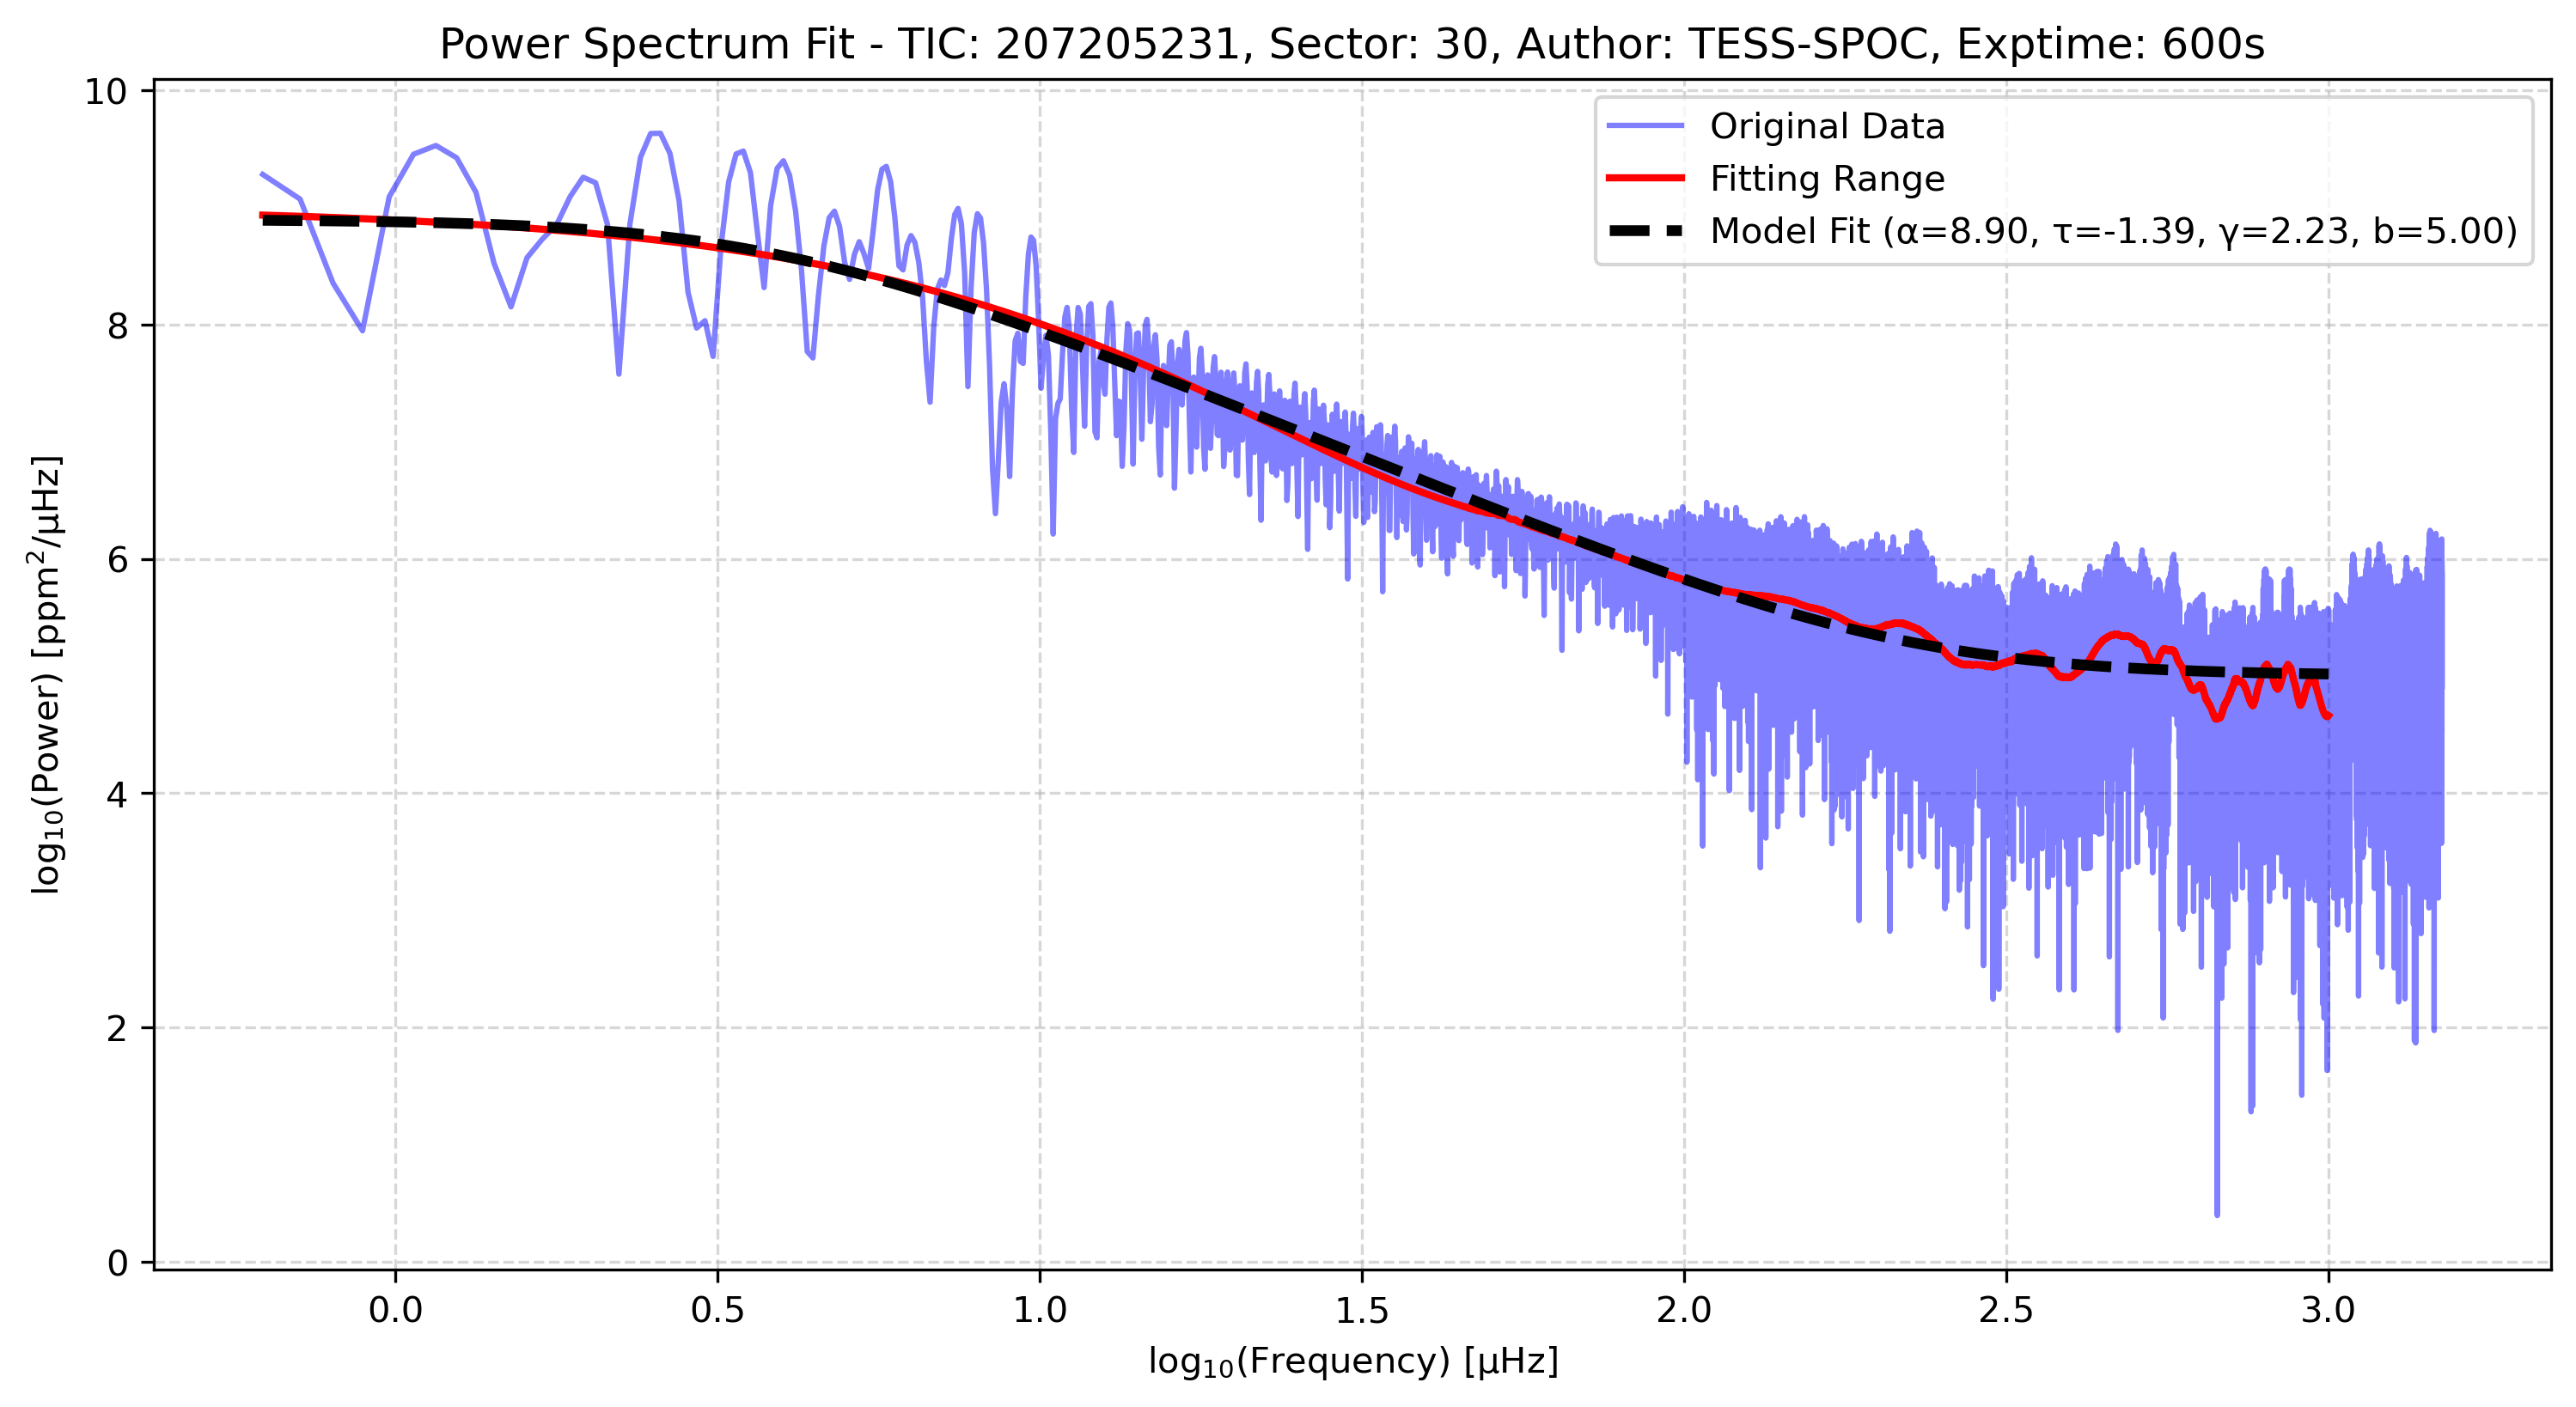 Power Spectrum Fit - TIC: 207205231, Sector: 30, Author: TESS-SPOC, Exptime: 600s
Original Data
Fitting Range
Model Fit (α=8.90, τ=-1.39, γ=2.23, b=5.00)
log₁₀(Power) [ppm²/μHz]
10
8
6
4
2
0
0.0 0.5 1.0 1.5 2.0 2.5 3.0
log₁₀(Frequency) [μHz]